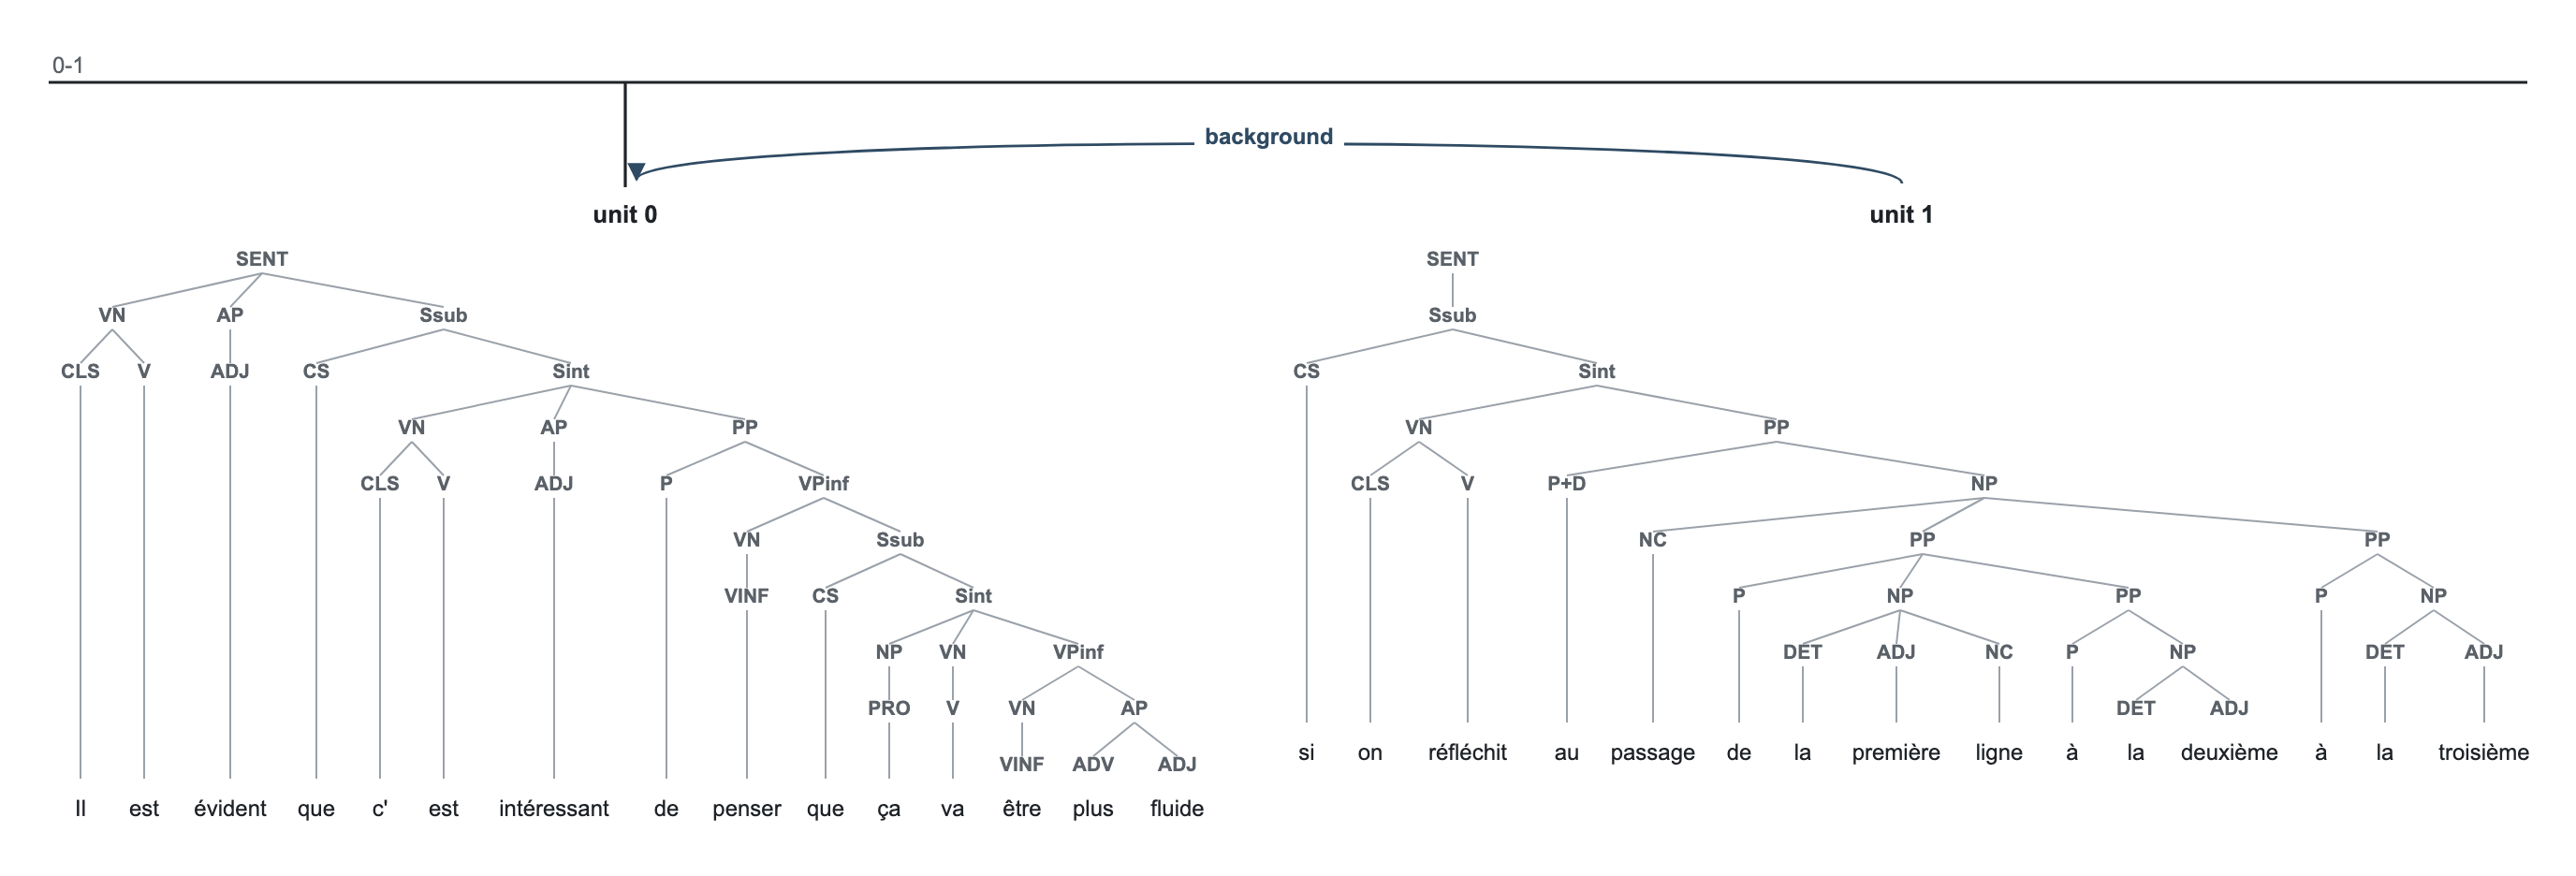 0-1
background
unit 0 unit 1
SENT SENT
VN AP Ssub Ssub
CLS V ADJ CS Sint CS Sint
VN AP PP VN PP
CLS V ADJ P VPinf CLS V P+D NP
VN Ssub NC PP PP
VINF CS Sint P NP PP P NP
NP VN VPinf DET ADJ NC P NP DET ADJ
PRO V VN AP DET ADJ
si on réfléchit au passage de la première ligne à la deuxième à la troisième
VINF ADV ADJ
Il est évident que c' est intéressant de penser que ça va être plus fluide